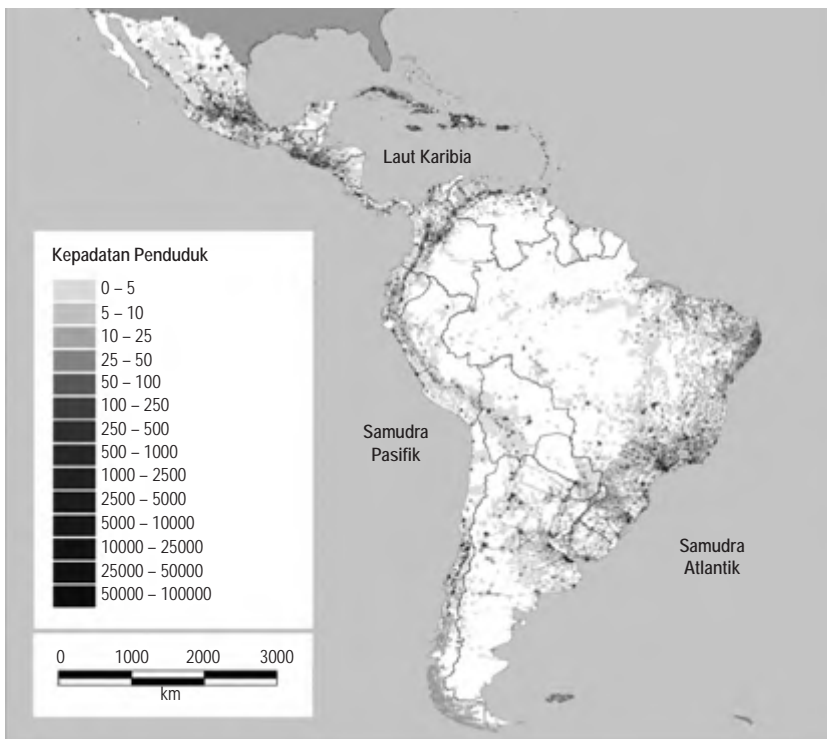 Laut Karibia
Kepadatan Penduduk
0 – 5
5 – 10
10 – 25
25 – 50
50 – 100
100 – 250
250 – 500
500 – 1000
1000 – 2500
2500 – 5000
5000 – 10000
10000 – 25000
25000 – 50000
50000 – 100000
Samudra
Pasifik
Samudra
Atlantik
0 1000 2000 3000
km